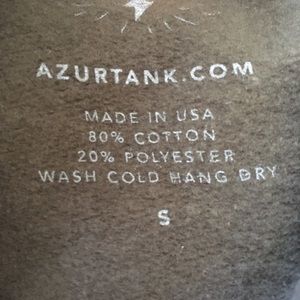 AZURTANK.COM
MADE IN USA
80% COTTON
20% POLYESTER
WASH COLD HANG DRY
S